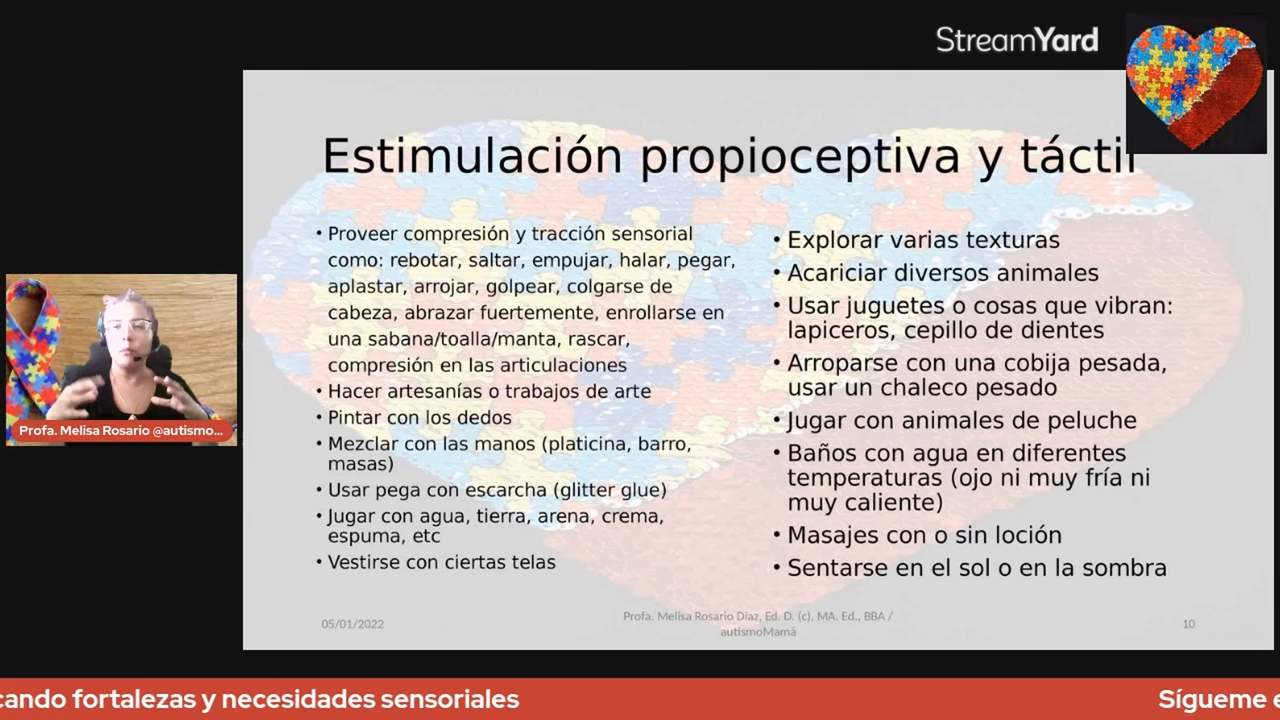 StreamYard
Estimulación propioceptiva y táctil
• Proveer compresión y tracción sensorial
como: rebotar, saltar, empujar, halar, pegar,
aplastar, arrojar, golpear, colgarse de
cabeza, abrazar fuertemente, enrollarse en
una sabana/toalla/manta, rascar,
compresión en las articulaciones
• Hacer artesanías o trabajos de arte
• Pintar con los dedos
• Mezclar con las manos (platicina, barro,
masas)
• Usar pega con escarcha (glitter glue)
• Jugar con agua, tierra, arena, crema,
espuma, etc
• Vestirse con ciertas telas
• Explorar varias texturas
• Acariciar diversos animales
• Usar juguetes o cosas que vibran:
lapiceros, cepillo de dientes
• Arroparse con una cobija pesada,
usar un chaleco pesado
• Jugar con animales de peluche
• Baños con agua en diferentes
temperaturas (ojo ni muy fría ni
muy caliente)
• Masajes con o sin loción
• Sentarse en el sol o en la sombra
Profa. Melisa Rosario @autismo...
05/01/2022
Profa. Melisa Rosario Díaz, Ed. D. (c), MA. Ed., BBA /
autismoMamá
10
cando fortalezas y necesidades sensoriales
Sígueme e